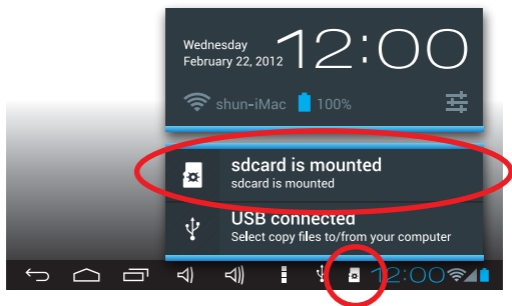 Wednesday
February 22, 2012
12:00
shun-iMac 100%
sdcard is mounted
sdcard is mounted
USB connected
Select copy files to/from your computer
12:00